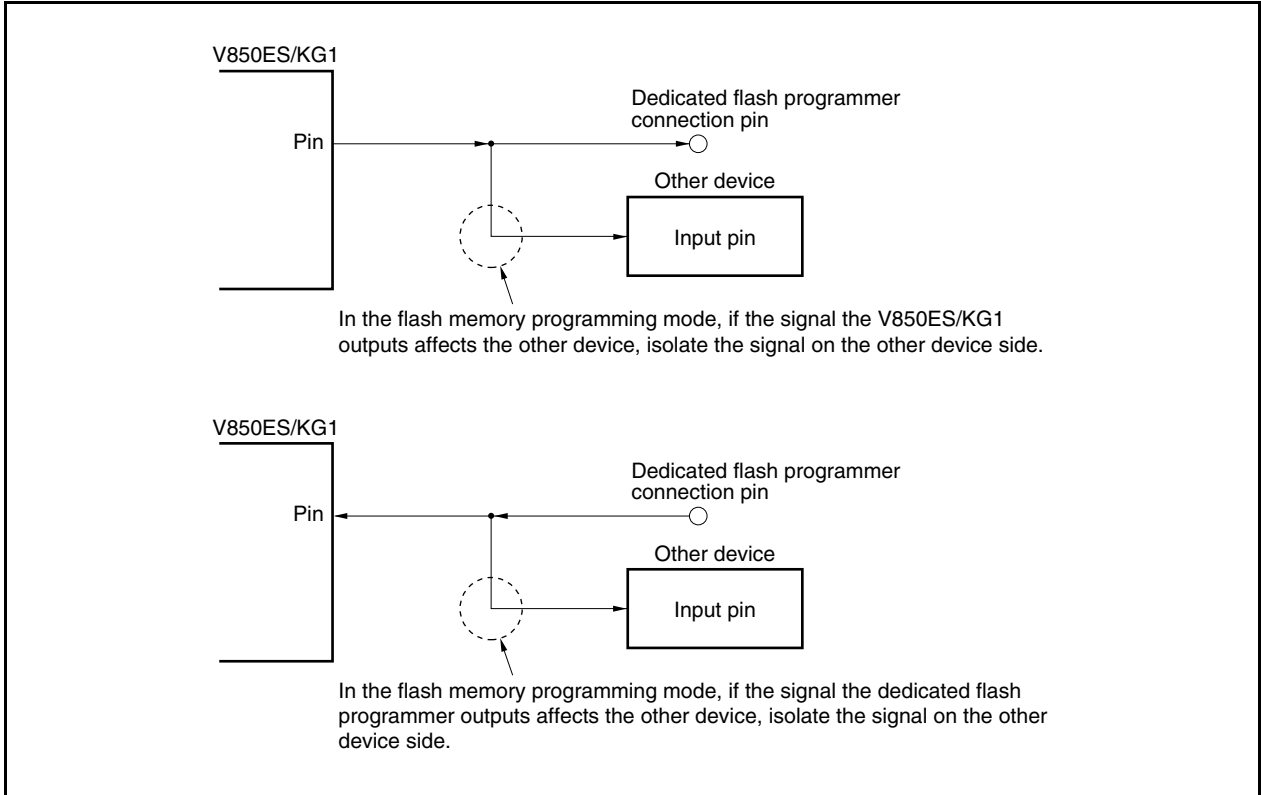 V850ES/KG1
Dedicated flash programmer
connection pin
Pin
Other device
Input pin
In the flash memory programming mode, if the signal the V850ES/KG1
outputs affects the other device, isolate the signal on the other device side.
V850ES/KG1
Dedicated flash programmer
connection pin
Pin
Other device
Input pin
In the flash memory programming mode, if the signal the dedicated flash
programmer outputs affects the other device, isolate the signal on the other
device side.